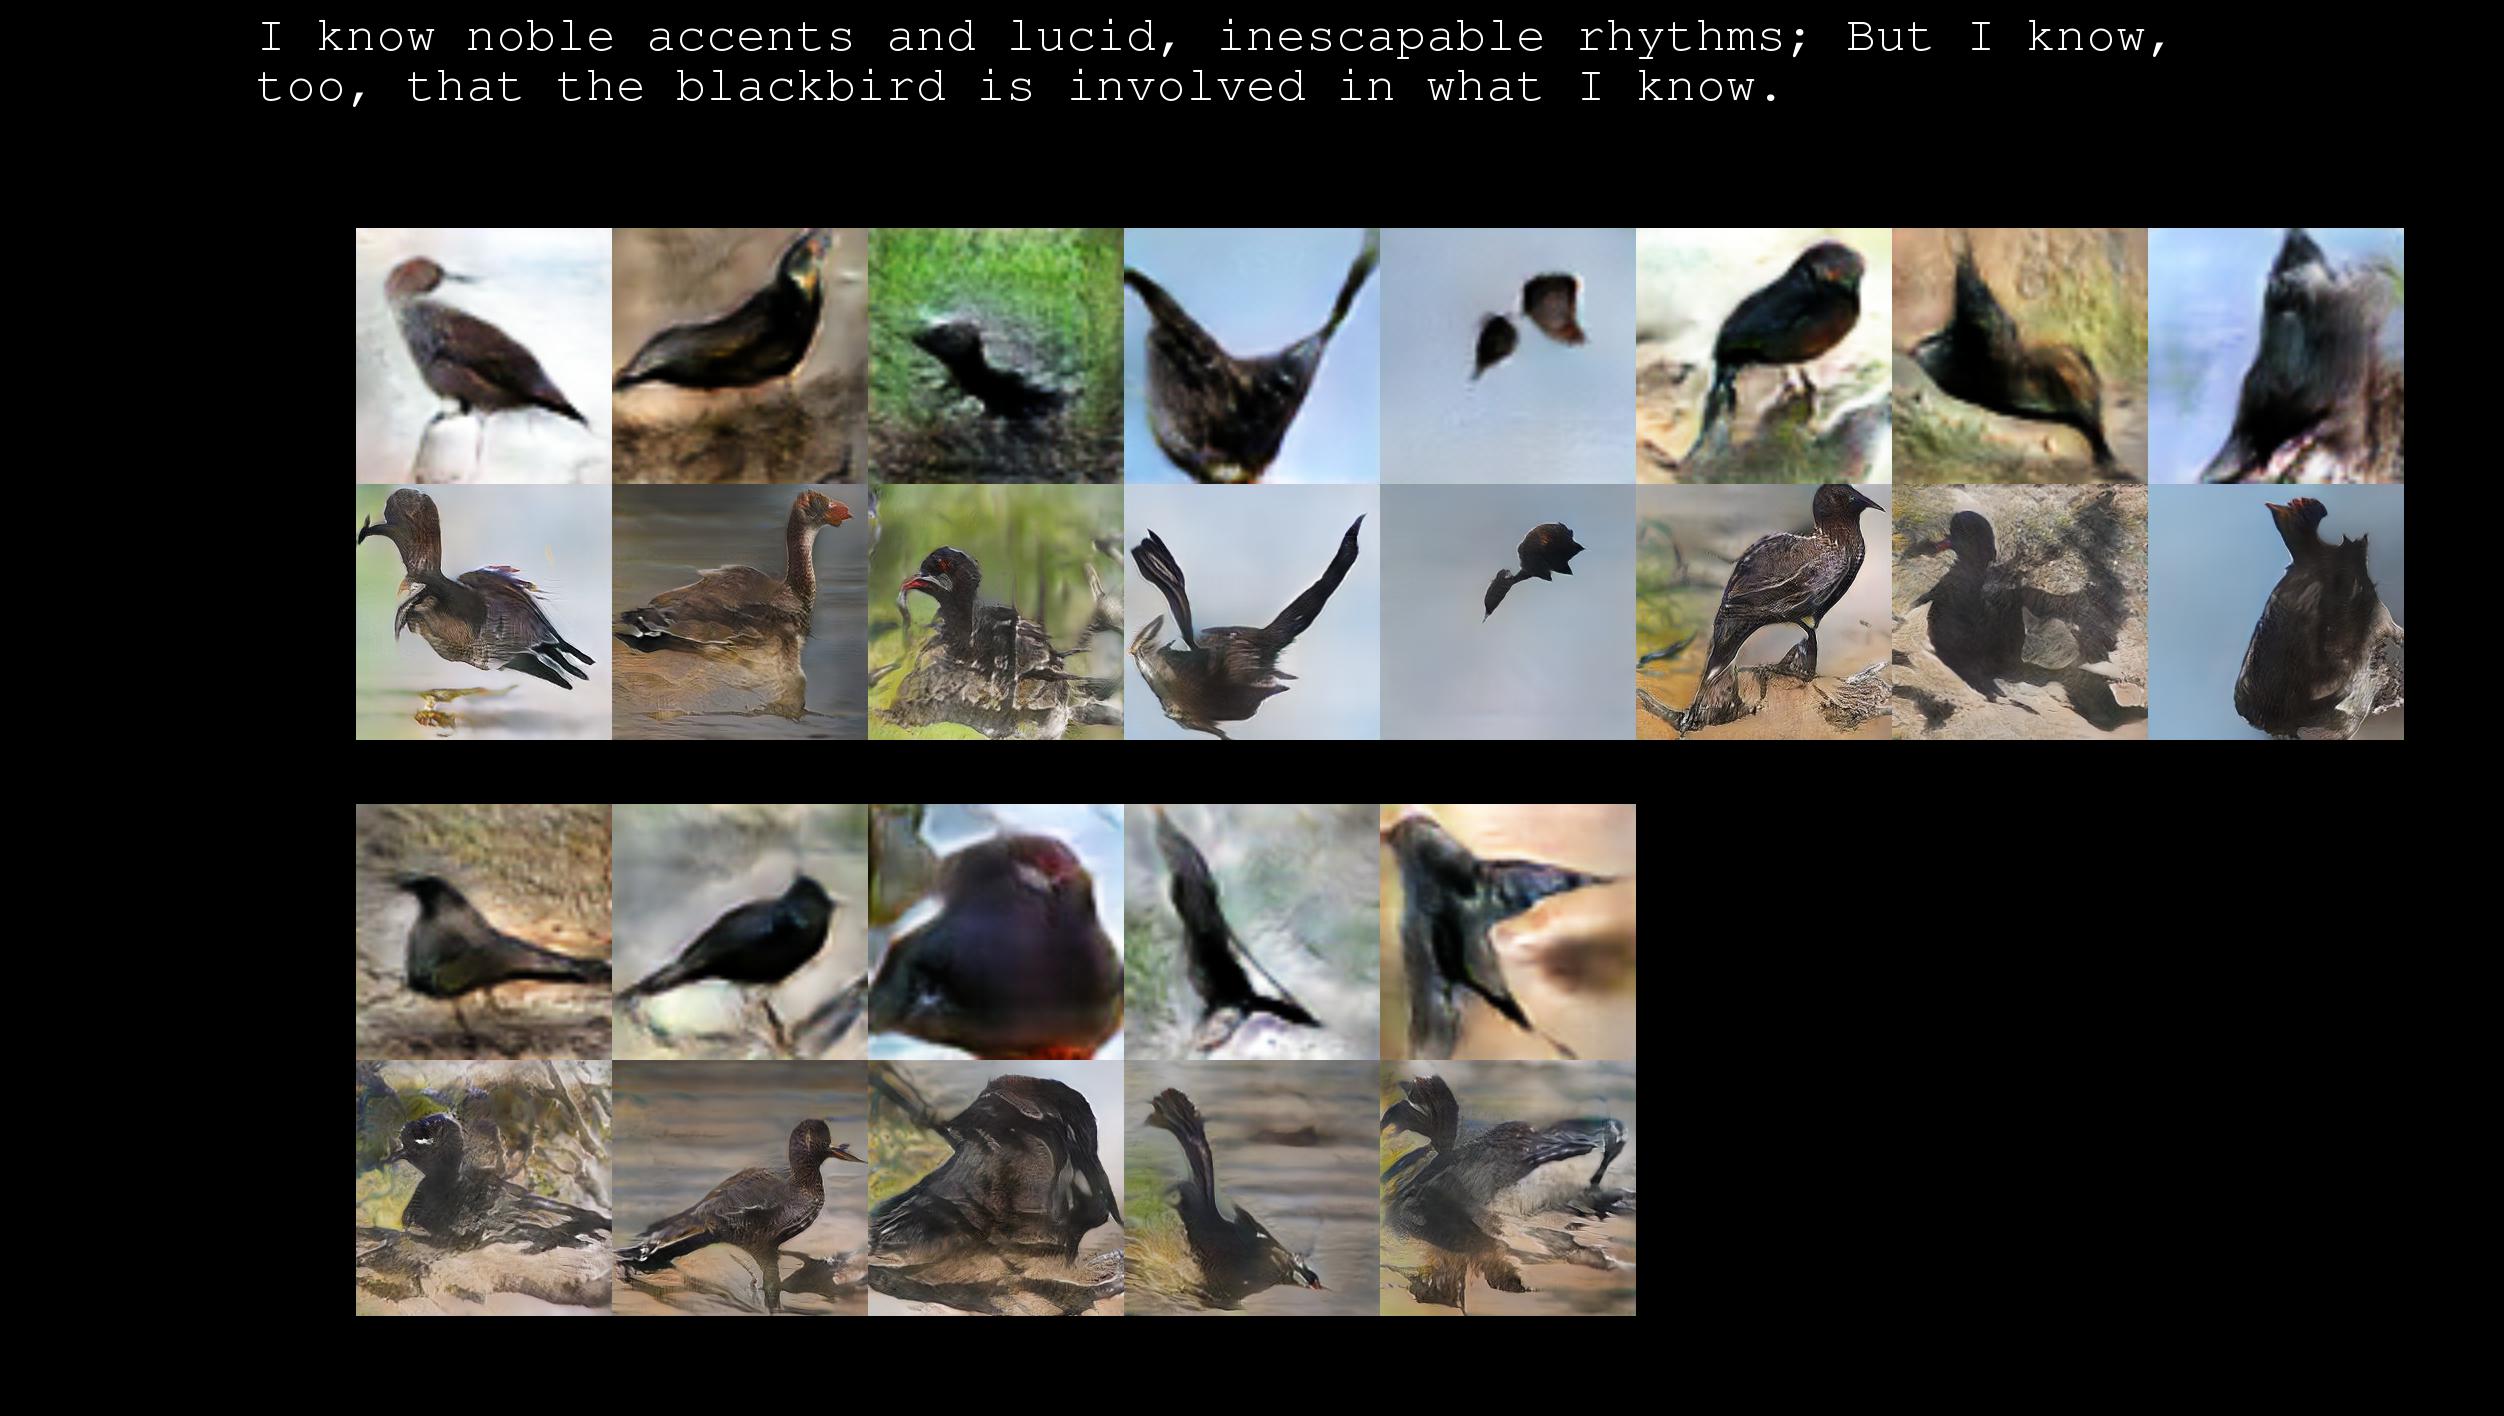 I know noble accents and lucid, inescapable rhythms; But I know,
too, that the blackbird is involved in what I know.